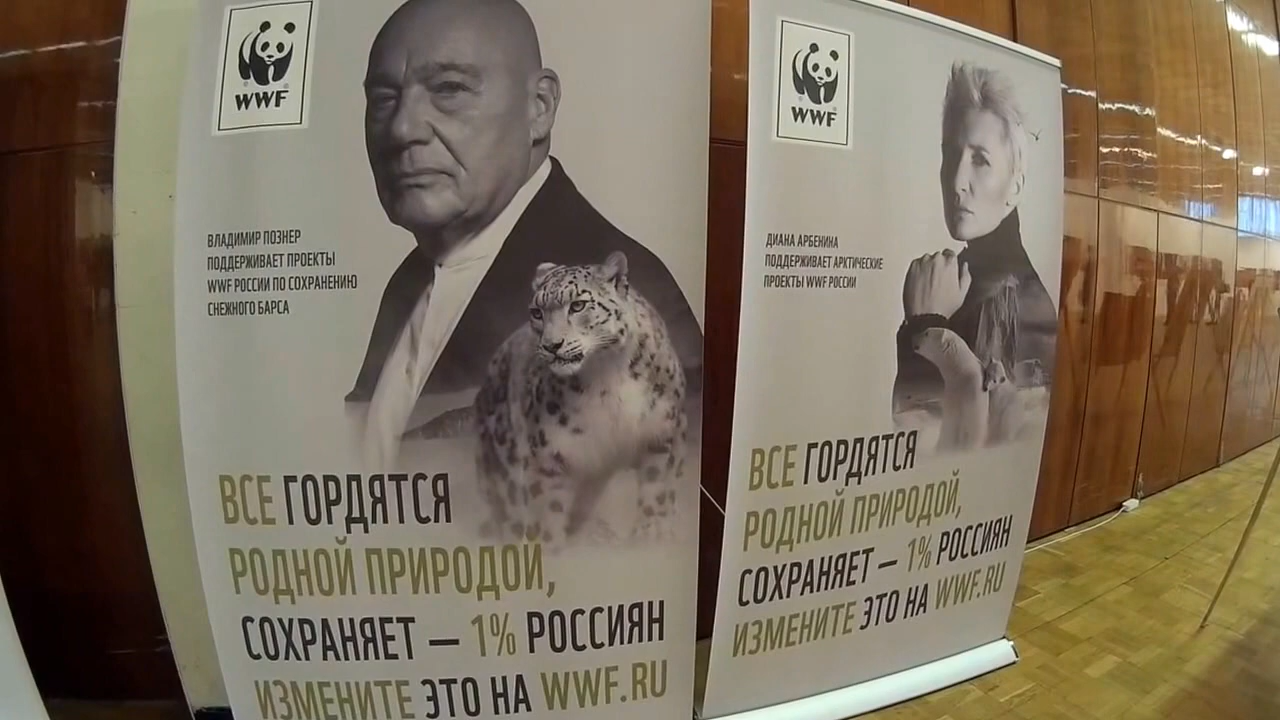 WWF
ВЛАДИМИР ПОЗНЕР
ПОДДЕРЖИВАЕТ ПРОЕКТЫ
WWF РОССИИ ПО СОХРАНЕНИЮ
СНЕЖНОГО БАРСА
ВСЕ ГОРДЯТСЯ
РОДНОЙ ПРИРОДОЙ,
СОХРАНЯЕТ – 1% РОССИЯН
ИЗМЕНИТЕ ЭТО НА WWF.RU
WWF
ДИАНА АРБЕНИНА
ПОДДЕРЖИВАЕТ АРКТИЧЕСКИЕ
ПРОЕКТЫ WWF РОССИИ
ВСЕ ГОРДЯТСЯ
РОДНОЙ ПРИРОДОЙ,
СОХРАНЯЕТ – 1% РОССИЯН
ИЗМЕНИТЕ ЭТО НА WWF.RU